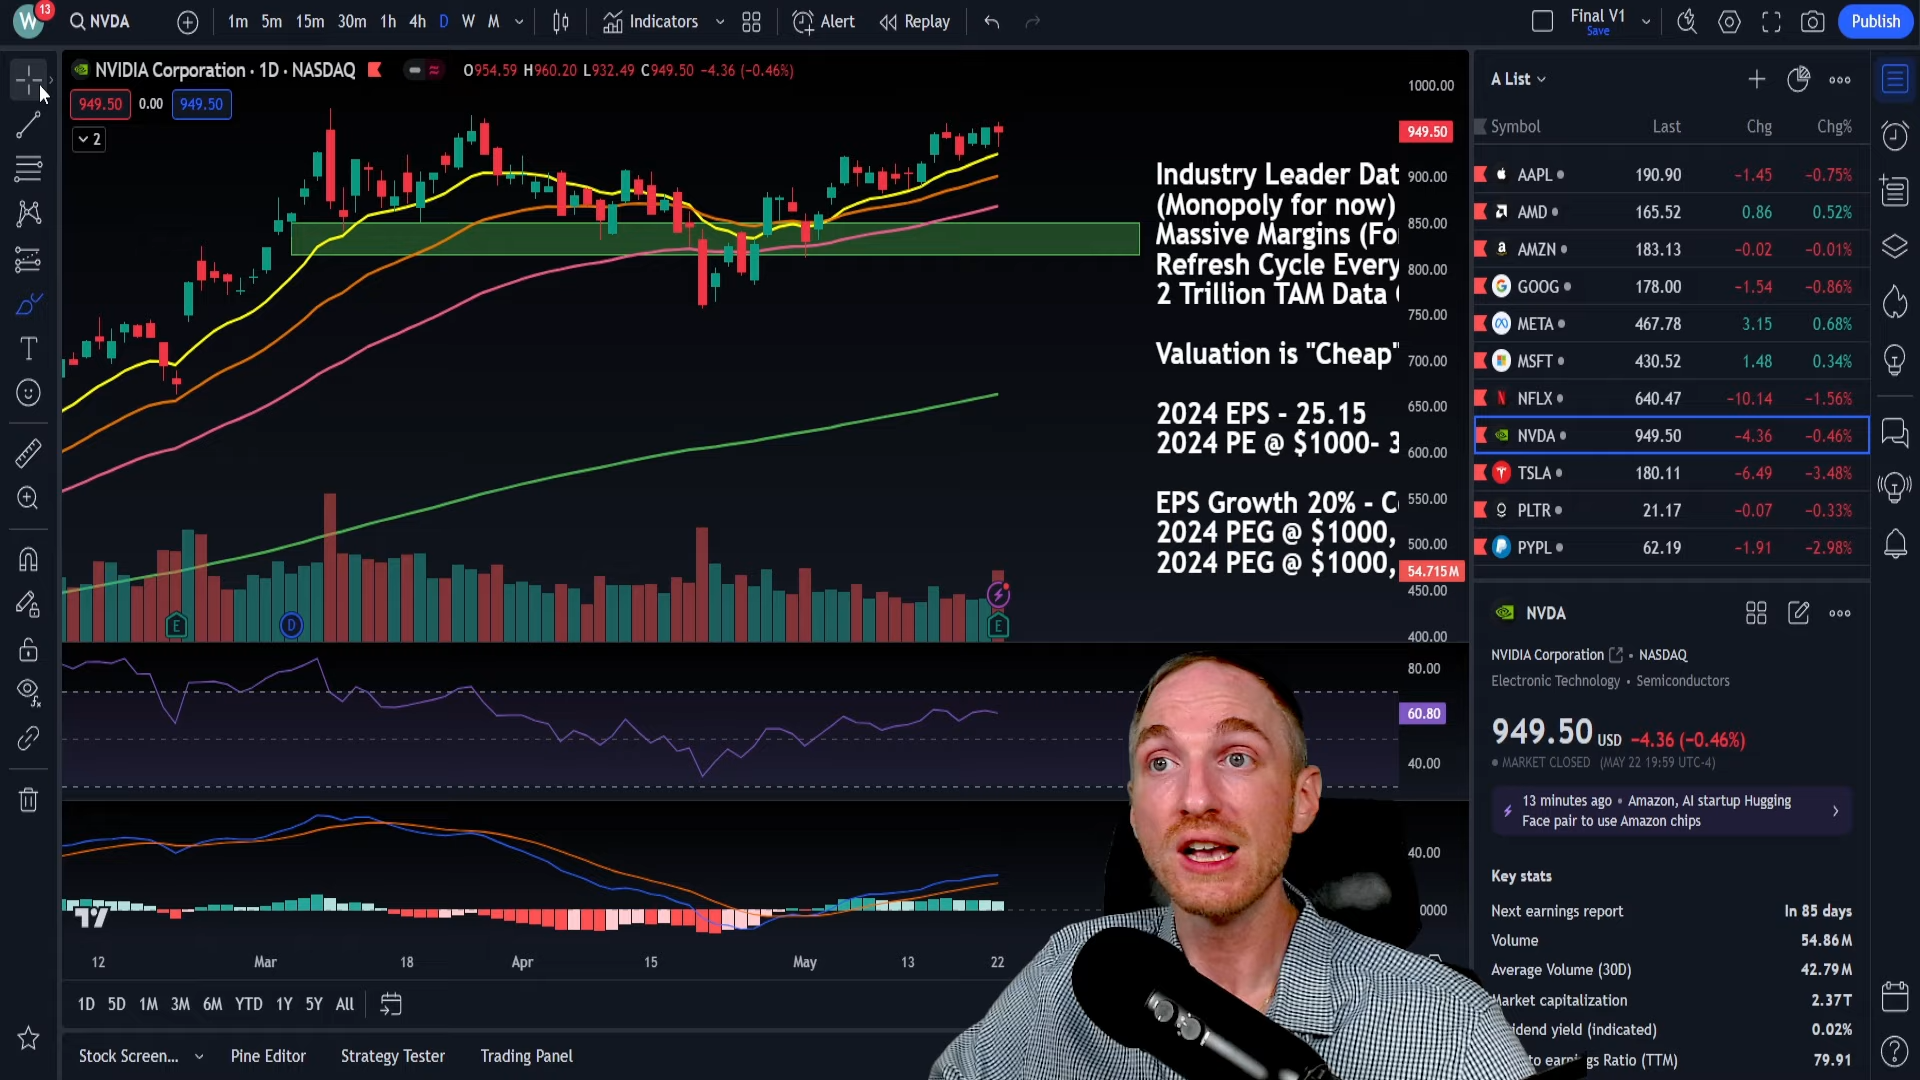 W
13
NVDA
1m 5m 15m 30m 1h 4h D W M
Indicators
Alert
Replay
Final V1
Save
Publish
NVIDIA Corporation · 1D · NASDAQ
O954.59 H960.20 L932.49 C949.50 −4.36 (−0.46%)
949.50 0.00 949.50
2
1000.00
949.50
900.00
850.00
800.00
750.00
700.00
650.00
600.00
550.00
500.00
54.715M
450.00
400.00
Industry Leader Dat
(Monopoly for now)
Massive Margins (Fo
Refresh Cycle Every
2 Trillion TAM Data
Valuation is "Cheap"
2024 EPS - 25.15
2024 PE @ $1000- 3
EPS Growth 20% - C
2024 PEG @ $1000,
2024 PEG @ $1000,
E
D
E
80.00
60.80
40.00
40.00
0000
12 Mar 18 Apr 15 May 13 22
1D 5D 1M 3M 6M YTD 1Y 5Y All
Stock Screen... Pine Editor Strategy Tester Trading Panel
A List
Symbol Last Chg Chg%
AAPL 190.90 −1.45 −0.75%
AMD 165.52 0.86 0.52%
AMZN 183.13 −0.02 −0.01%
GOOG 178.00 −1.54 −0.86%
META 467.78 3.15 0.68%
MSFT 430.52 1.48 0.34%
NFLX 640.47 −10.14 −1.56%
NVDA 949.50 −4.36 −0.46%
TSLA 180.11 −6.49 −3.48%
PLTR 21.17 −0.07 −0.33%
PYPL 62.19 −1.91 −2.98%
NVDA
NVIDIA Corporation • NASDAQ
Electronic Technology • Semiconductors
949.50 USD −4.36 (−0.46%)
MARKET CLOSED (MAY 22 19:59 UTC-4)
13 minutes ago • Amazon, AI startup Hugging
Face pair to use Amazon chips
Key stats
Next earnings report In 85 days
Volume 54.86M
Average Volume (30D) 42.79M
Market capitalization 2.37T
idend yield (indicated) 0.02%
to earnings Ratio (TTM) 79.91